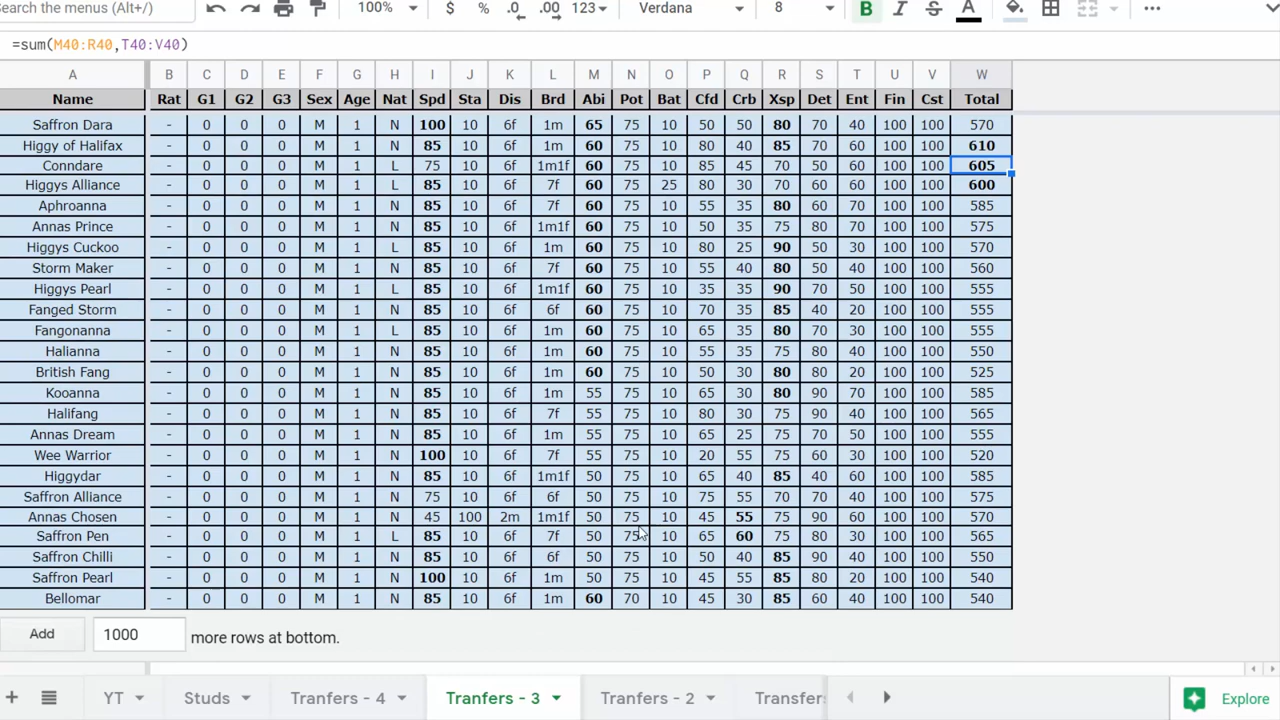 Search the menus (Alt+/) 100% $ % .0 .00 123 Verdana 8 B I S A ...
=sum(M40:R40,T40:V40)
A B C D E F G H I J K L M N O P Q R S T U V W
Name Rat G1 G2 G3 Sex Age Nat Spd Sta Dis Brd Abi Pot Bat Cfd Crb Xsp Det Ent Fin Cst Total
Saffron Dara - 0 0 0 M 1 N 100 10 6f 1m 65 75 10 50 50 80 70 40 100 100 570
Higgy of Halifax - 0 0 0 M 1 N 85 10 6f 1m 60 75 10 80 40 85 70 60 100 100 610
Conndare - 0 0 0 M 1 L 75 10 6f 1m1f 60 75 10 85 45 70 50 60 100 100 605
Higgys Alliance - 0 0 0 M 1 L 85 10 6f 7f 60 75 25 80 30 70 60 60 100 100 600
Aphroanna - 0 0 0 M 1 N 85 10 6f 7f 60 75 10 55 35 80 60 70 100 100 585
Annas Prince - 0 0 0 M 1 N 85 10 6f 1m1f 60 75 10 50 35 75 80 70 100 100 575
Higgys Cuckoo - 0 0 0 M 1 L 85 10 6f 1m 60 75 10 80 25 90 50 30 100 100 570
Storm Maker - 0 0 0 M 1 N 85 10 6f 7f 60 75 10 55 40 80 50 40 100 100 560
Higgys Pearl - 0 0 0 M 1 L 85 10 6f 1m1f 60 75 10 35 35 90 70 50 100 100 555
Fanged Storm - 0 0 0 M 1 N 85 10 6f 6f 60 75 10 70 35 85 40 20 100 100 555
Fangonanna - 0 0 0 M 1 L 85 10 6f 1m 60 75 10 65 35 80 70 30 100 100 555
Halianna - 0 0 0 M 1 N 85 10 6f 1m 60 75 10 55 35 75 80 40 100 100 550
British Fang - 0 0 0 M 1 N 85 10 6f 1m 60 75 10 50 30 80 80 20 100 100 525
Kooanna - 0 0 0 M 1 N 85 10 6f 1m 55 75 10 65 30 80 90 70 100 100 585
Halifang - 0 0 0 M 1 N 85 10 6f 7f 55 75 10 80 30 75 90 40 100 100 565
Annas Dream - 0 0 0 M 1 N 85 10 6f 1m 55 75 10 65 25 75 70 50 100 100 555
Wee Warrior - 0 0 0 M 1 N 100 10 6f 7f 55 75 10 20 55 75 60 30 100 100 520
Higgydar - 0 0 0 M 1 N 85 10 6f 1m1f 50 75 10 65 40 85 40 60 100 100 585
Saffron Alliance - 0 0 0 M 1 N 75 10 6f 6f 50 75 10 75 55 70 70 40 100 100 575
Annas Chosen - 0 0 0 M 1 N 45 100 2m 1m1f 50 75 10 45 55 75 90 60 100 100 570
Saffron Pen - 0 0 0 M 1 L 85 10 6f 7f 50 75 10 65 60 75 80 30 100 100 565
Saffron Chilli - 0 0 0 M 1 N 85 10 6f 6f 50 75 10 50 40 85 90 40 100 100 550
Saffron Pearl - 0 0 0 M 1 N 100 10 6f 1m 50 75 10 45 55 85 80 20 100 100 540
Bellomar - 0 0 0 M 1 N 85 10 6f 1m 60 70 10 45 30 85 60 40 100 100 540
Add 1000 more rows at bottom.
+ YT Studs Tranfers - 4 Tranfers - 3 Tranfers - 2 Transfers Explore